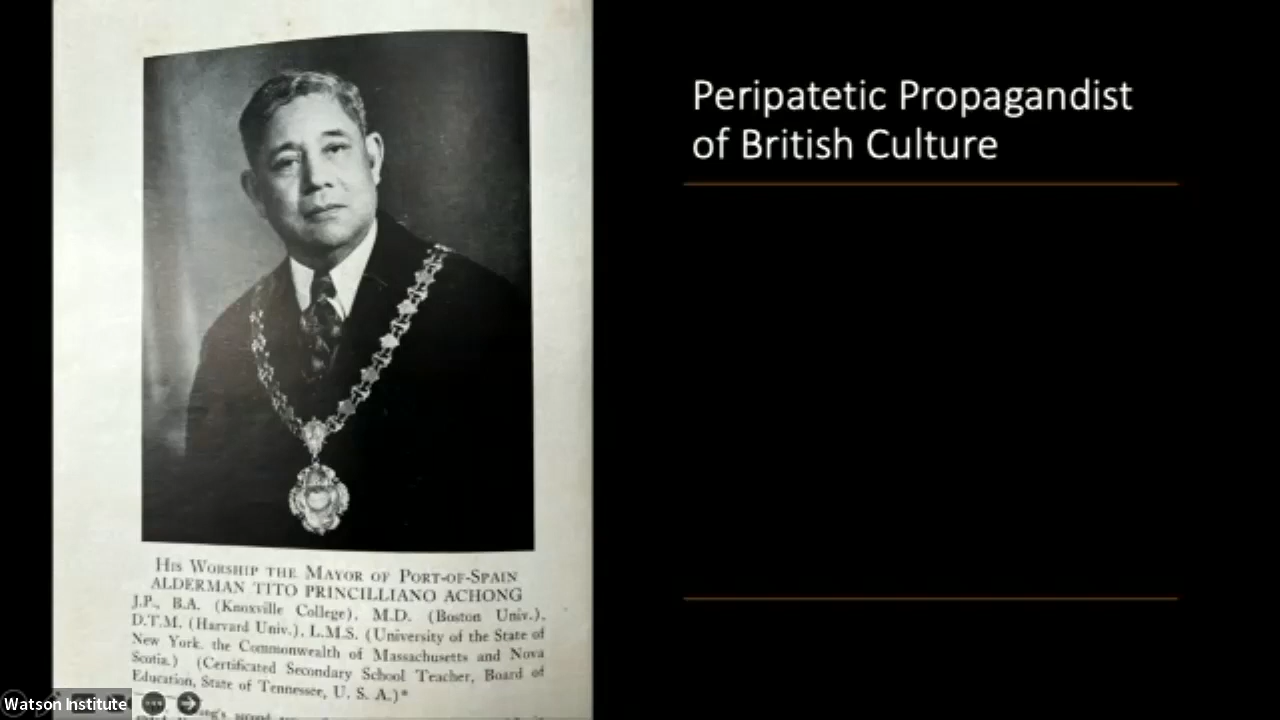 Peripatetic Propagandist
of British Culture
HIS WORSHIP THE MAYOR OF PORT-OF-SPAIN
ALDERMAN TITO PRINCILLIANO ACHONG
J.P., B.A. (Knoxville College), M.D. (Boston Univ.),
D.T.M. (Harvard Univ.), L.M.S. (University of the State of
New York, the Commonwealth of Massachusetts and Nova
Scotia.) (Certificated Secondary School Teacher, Board of
Education, State of Tennessee, U. S. A.)*
Watson Institute